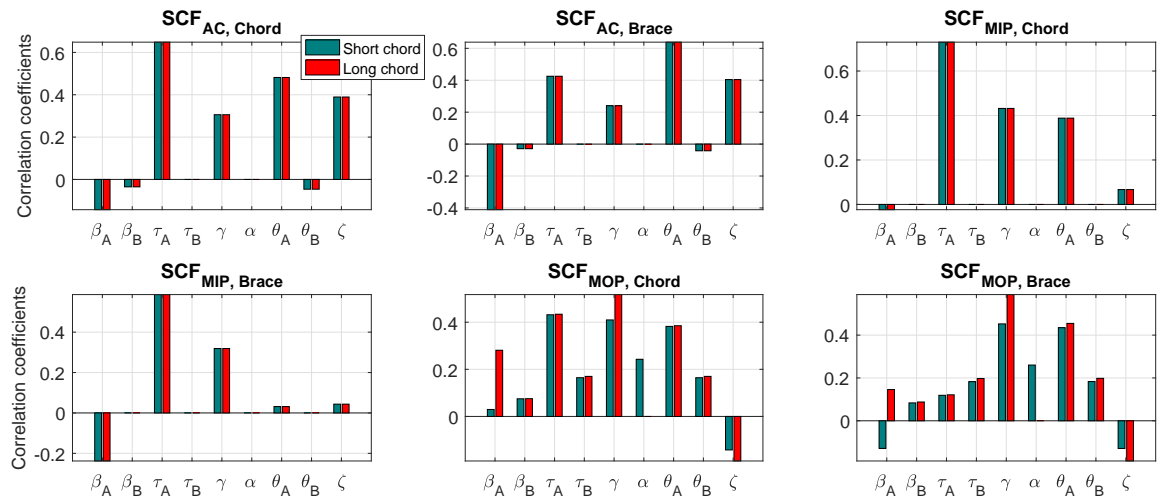 SCF_AC, Chord
Correlation coefficients
0.6
0.4
0.2
0
β_A β_B τ_A τ_B γ α θ_A θ_B ζ
Short chord
Long chord
SCF_AC, Brace
0.6
0.4
0.2
0
-0.2
-0.4
β_A β_B τ_A τ_B γ α θ_A θ_B ζ
SCF_MIP, Chord
0.6
0.4
0.2
0
β_A β_B τ_A τ_B γ α θ_A θ_B ζ
SCF_MIP, Brace
Correlation coefficients
0.4
0.2
0
-0.2
β_A β_B τ_A τ_B γ α θ_A θ_B ζ
SCF_MOP, Chord
0.4
0.2
0
β_A β_B τ_A τ_B γ α θ_A θ_B ζ
SCF_MOP, Brace
0.4
0.2
0
β_A β_B τ_A τ_B γ α θ_A θ_B ζ